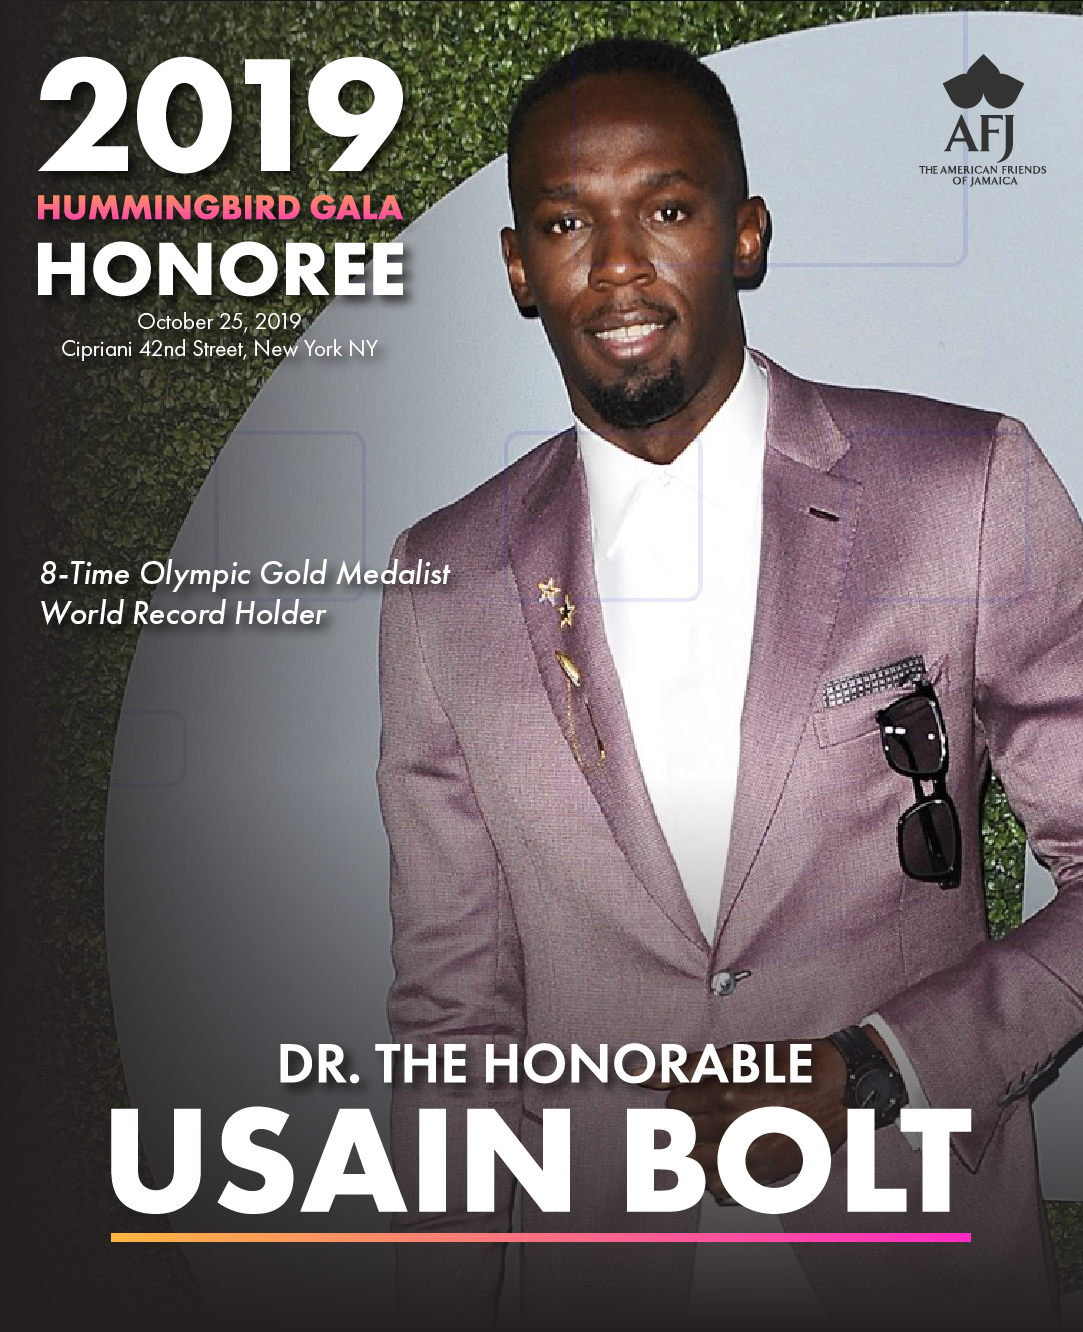 2019
HUMMINGBIRD GALA
HONOREE
October 25, 2019
Cipriani 42nd Street, New York NY
AFJ
THE AMERICAN FRIENDS
OF JAMAICA
8-Time Olympic Gold Medalist
World Record Holder
DR. THE HONORABLE
USAIN BOLT